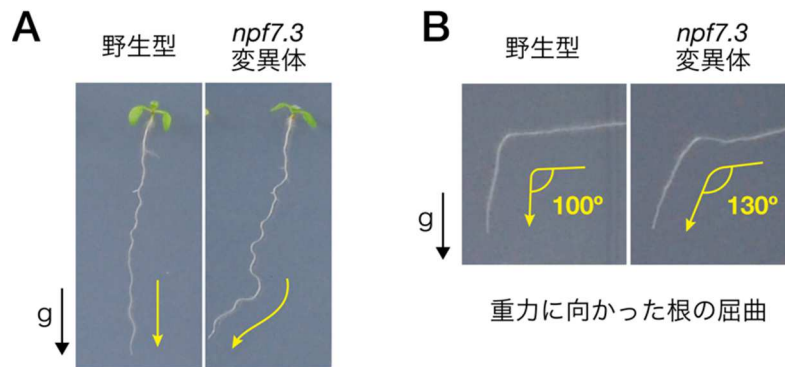 A
野生型
npf7.3
変異体
g
B
野生型
npf7.3
変異体
g
100º
130º
重力に向かった根の屈曲